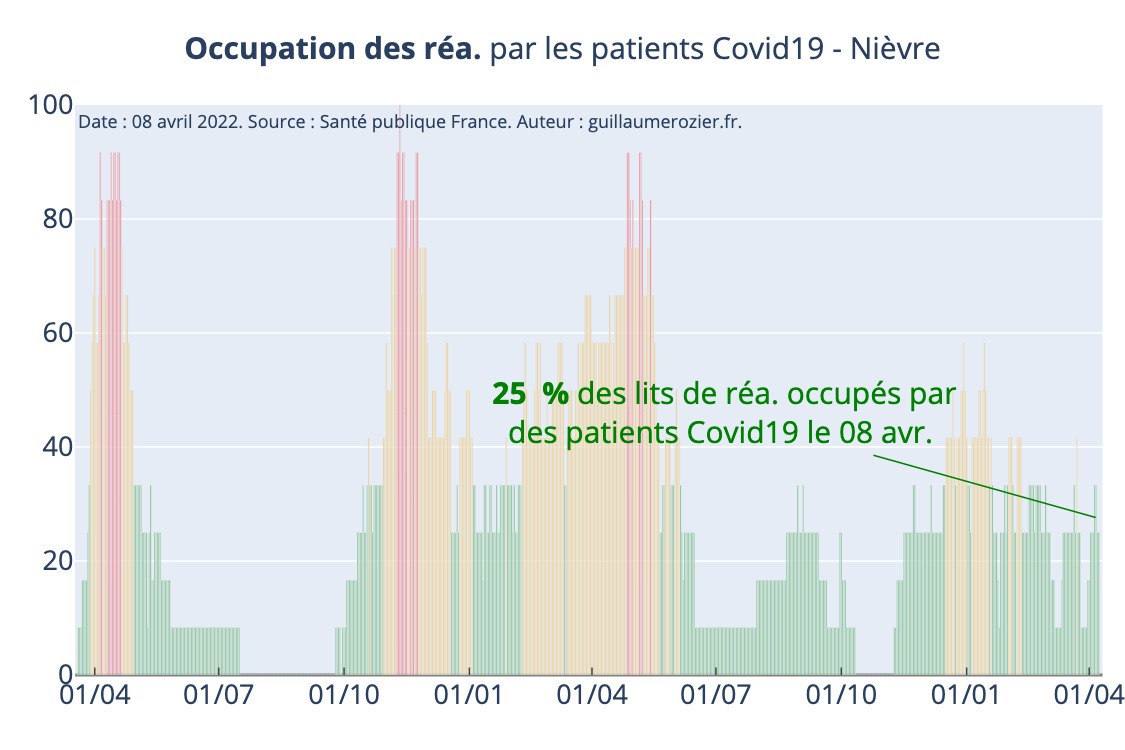 Occupation des réa. par les patients Covid19 - Nièvre
100
Date : 08 avril 2022. Source : Santé publique France. Auteur : guillaumerozier.fr.
80
60
25 % des lits de réa. occupés par
des patients Covid19 le 08 avr.
40
20
0
01/04 01/07 01/10 01/01 01/04 01/07 01/10 01/01 01/04